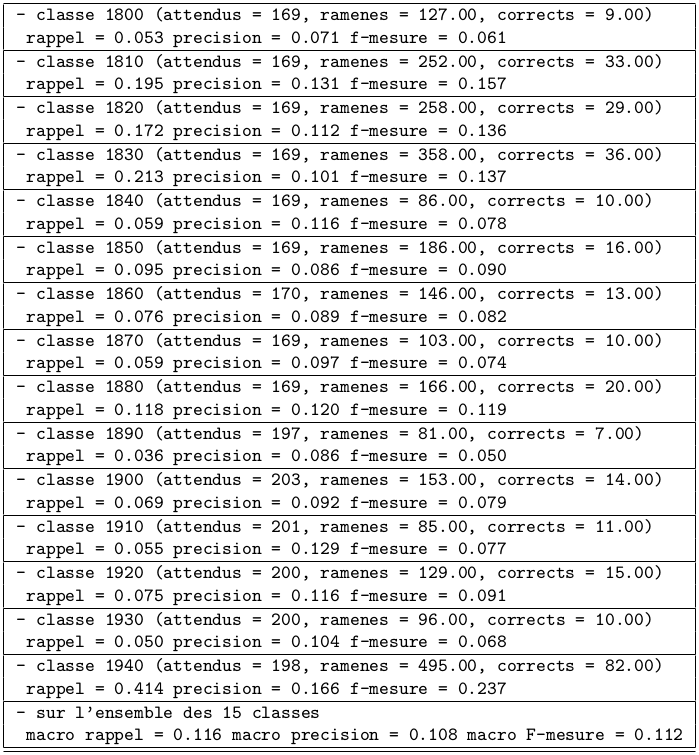 - classe 1800 (attendus = 169, ramenes = 127.00, corrects = 9.00)
rappel = 0.053 precision = 0.071 f-mesure = 0.061
- classe 1810 (attendus = 169, ramenes = 252.00, corrects = 33.00)
rappel = 0.195 precision = 0.131 f-mesure = 0.157
- classe 1820 (attendus = 169, ramenes = 258.00, corrects = 29.00)
rappel = 0.172 precision = 0.112 f-mesure = 0.136
- classe 1830 (attendus = 169, ramenes = 358.00, corrects = 36.00)
rappel = 0.213 precision = 0.101 f-mesure = 0.137
- classe 1840 (attendus = 169, ramenes = 86.00, corrects = 10.00)
rappel = 0.059 precision = 0.116 f-mesure = 0.078
- classe 1850 (attendus = 169, ramenes = 186.00, corrects = 16.00)
rappel = 0.095 precision = 0.086 f-mesure = 0.090
- classe 1860 (attendus = 170, ramenes = 146.00, corrects = 13.00)
rappel = 0.076 precision = 0.089 f-mesure = 0.082
- classe 1870 (attendus = 169, ramenes = 103.00, corrects = 10.00)
rappel = 0.059 precision = 0.097 f-mesure = 0.074
- classe 1880 (attendus = 169, ramenes = 166.00, corrects = 20.00)
rappel = 0.118 precision = 0.120 f-mesure = 0.119
- classe 1890 (attendus = 197, ramenes = 81.00, corrects = 7.00)
rappel = 0.036 precision = 0.086 f-mesure = 0.050
- classe 1900 (attendus = 203, ramenes = 153.00, corrects = 14.00)
rappel = 0.069 precision = 0.092 f-mesure = 0.079
- classe 1910 (attendus = 201, ramenes = 85.00, corrects = 11.00)
rappel = 0.055 precision = 0.129 f-mesure = 0.077
- classe 1920 (attendus = 200, ramenes = 129.00, corrects = 15.00)
rappel = 0.075 precision = 0.116 f-mesure = 0.091
- classe 1930 (attendus = 200, ramenes = 96.00, corrects = 10.00)
rappel = 0.050 precision = 0.104 f-mesure = 0.068
- classe 1940 (attendus = 198, ramenes = 495.00, corrects = 82.00)
rappel = 0.414 precision = 0.166 f-mesure = 0.237
- sur l'ensemble des 15 classes
macro rappel = 0.116 macro precision = 0.108 macro F-mesure = 0.112